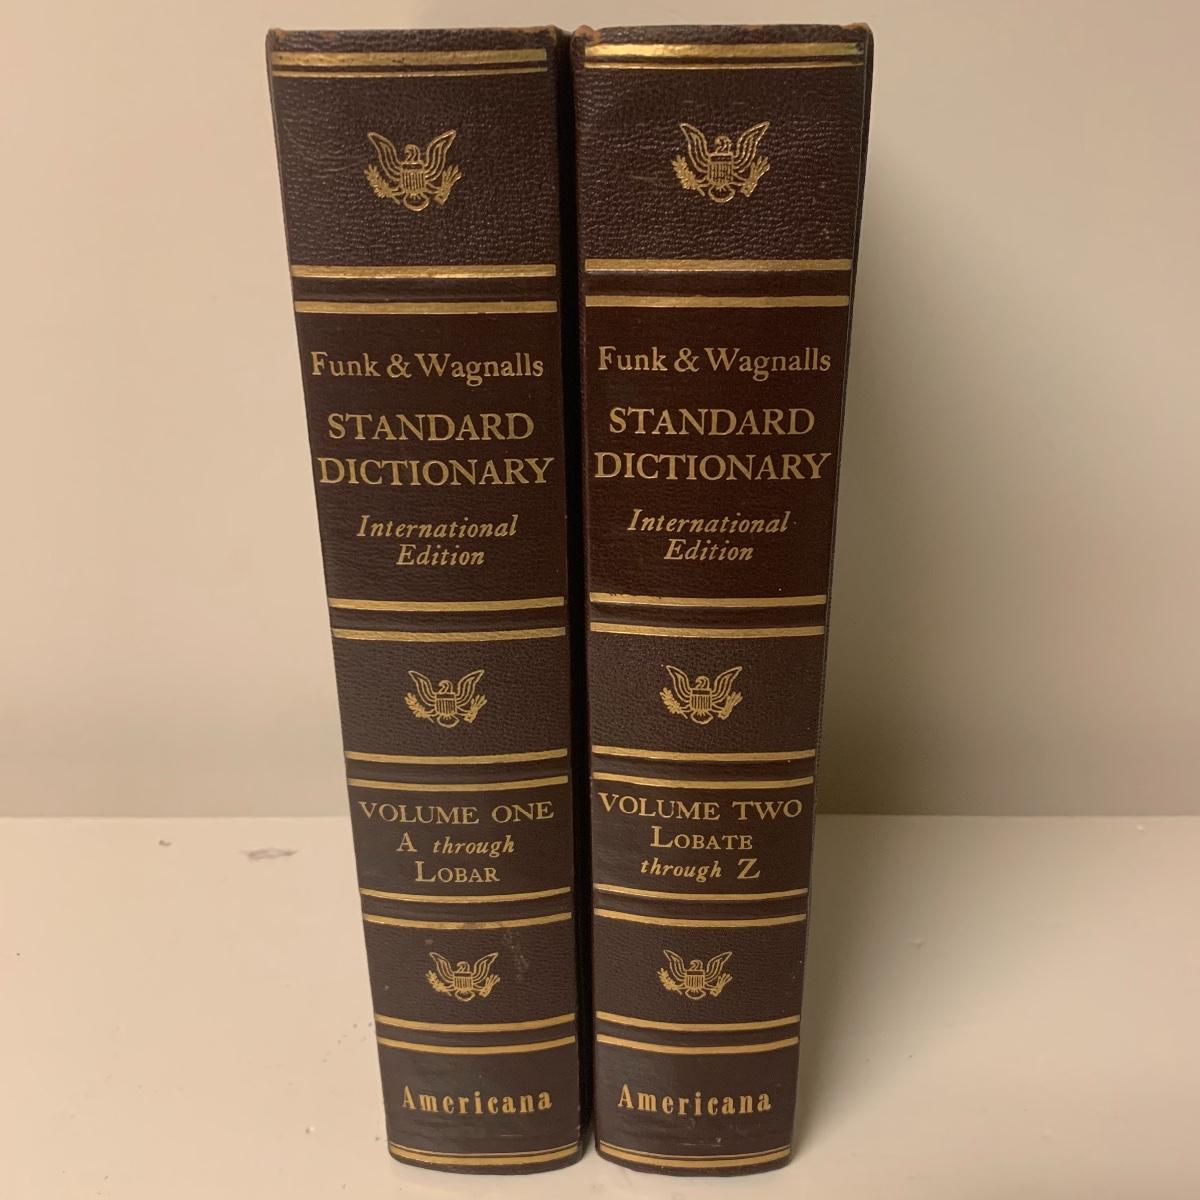 Funk & Wagnalls
STANDARD
DICTIONARY
International
Edition
VOLUME ONE
A through
LOBAR
Americana
Funk & Wagnalls
STANDARD
DICTIONARY
International
Edition
VOLUME TWO
LOBATE
through Z
Americana